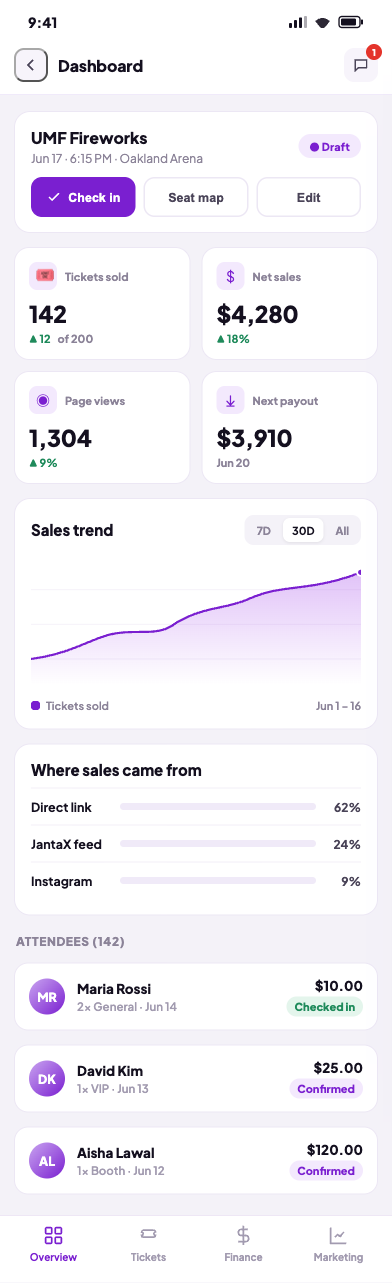 9:41
Dashboard
1
UMF Fireworks
Jun 17 · 6:15 PM · Oakland Arena
Draft
Check In
Seat map
Edit
Tickets sold
142
▲12 of 200
$ Net sales
$4,280
▲18%
Page views
1,304
▲9%
Next payout
$3,910
Jun 20
Sales trend
7D 30D All
Tickets sold
Jun 1 – 16
Where sales came from
Direct link 62%
JantaX feed 24%
Instagram 9%
ATTENDEES (142)
MR
Maria Rossi
2× General · Jun 14
$10.00
Checked in
DK
David Kim
1× VIP · Jun 13
$25.00
Confirmed
AL
Aisha Lawal
1× Booth · Jun 12
$120.00
Confirmed
Overview
Tickets
Finance
Marketing